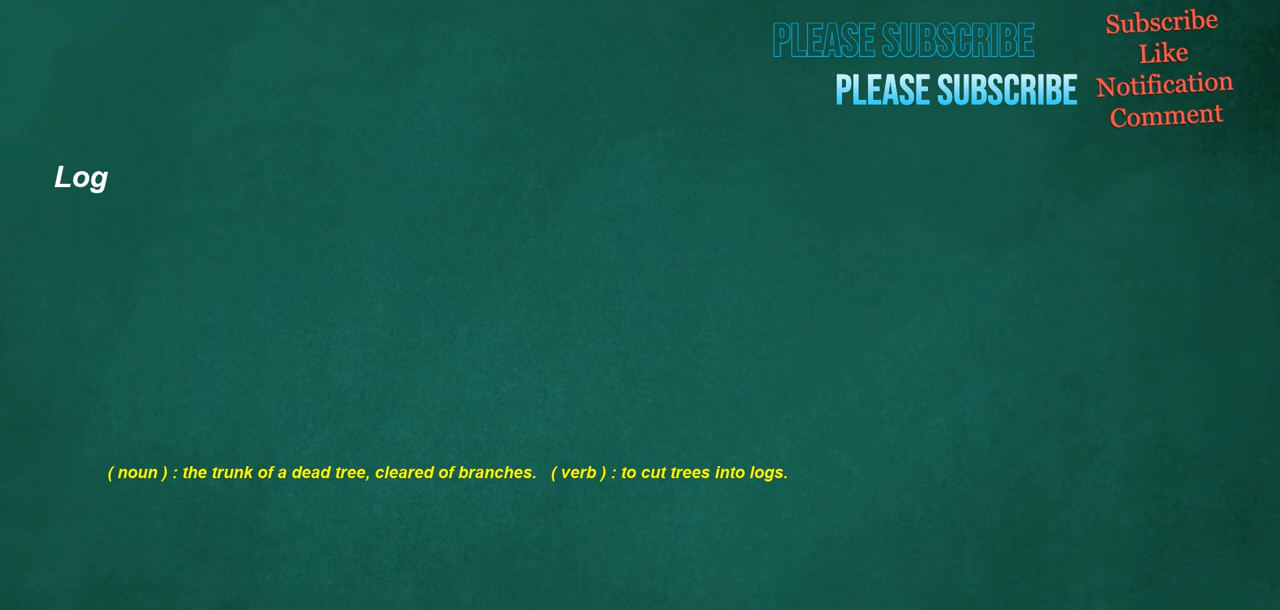 PLEASE SUBSCRIBE
PLEASE SUBSCRIBE
Subscribe
Like
Notification
Comment
Log
( noun ) : the trunk of a dead tree, cleared of branches. ( verb ) : to cut trees into logs.